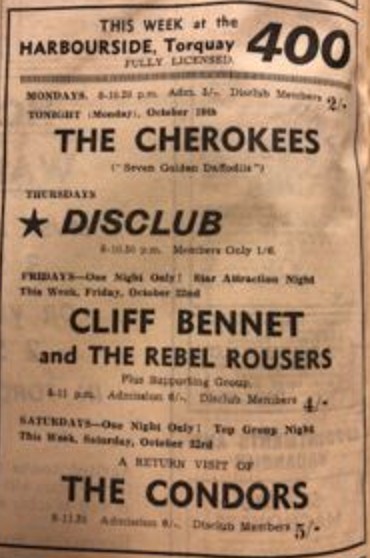 THIS WEEK at the
HARBOURSIDE, Torquay 400
FULLY LICENSED.
MONDAYS. 8-10.30 p.m. Adm. 3/-. Disclub Members 2/-
TONIGHT (Monday), October 18th
THE CHEROKEES
("Seven Golden Daffodils")
THURSDAYS
★ DISCLUB
8-10.30 p.m. Members Only 1/6.
FRIDAYS—One Night Only! Star Attraction Night
This Week, Friday, October 22nd
CLIFF BENNET
and THE REBEL ROUSERS
Plus Supporting Group.
8-11 p.m. Admission 6/-. Disclub Members 4/-
SATURDAYS—One Night Only! Top Group Night
This Week, Saturday, October 23rd
A RETURN VISIT OF
THE CONDORS
Admission 6/-. Disclub Members 5/-